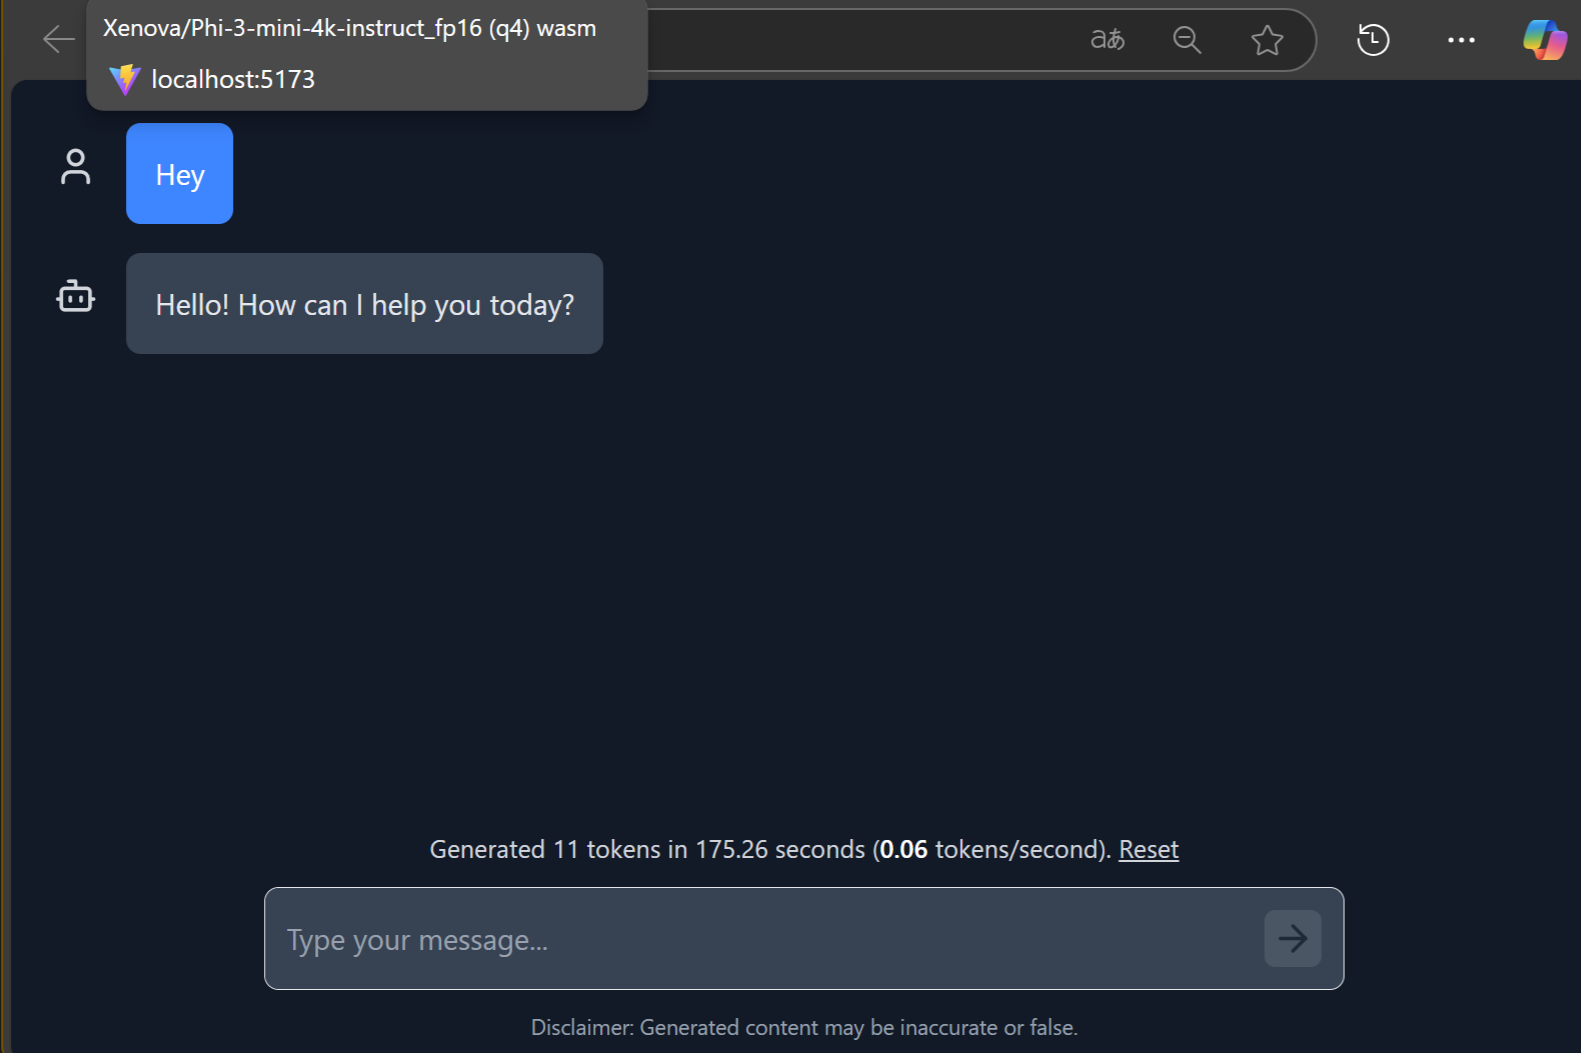 Xenova/Phi-3-mini-4k-instruct_fp16 (q4) wasm
localhost:5173
aあ
Hey
Hello! How can I help you today?
Generated 11 tokens in 175.26 seconds (0.06 tokens/second). Reset
Type your message...
Disclaimer: Generated content may be inaccurate or false.